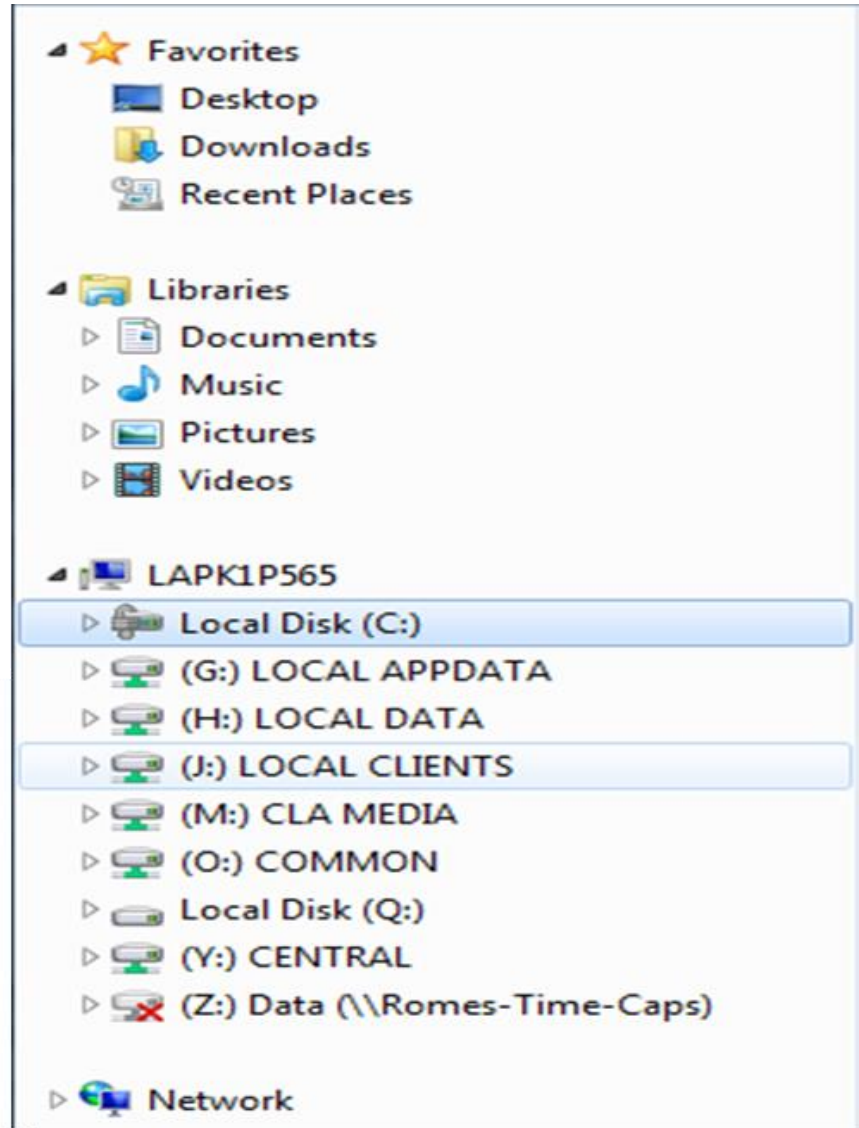 Favorites
Desktop
Downloads
Recent Places
Libraries
Documents
Music
Pictures
Videos
LAPK1P565
Local Disk (C:)
(G:) LOCAL APPDATA
(H:) LOCAL DATA
(J:) LOCAL CLIENTS
(M:) CLA MEDIA
(O:) COMMON
Local Disk (Q:)
(Y:) CENTRAL
(Z:) Data (\\Romes-Time-Caps)
Network